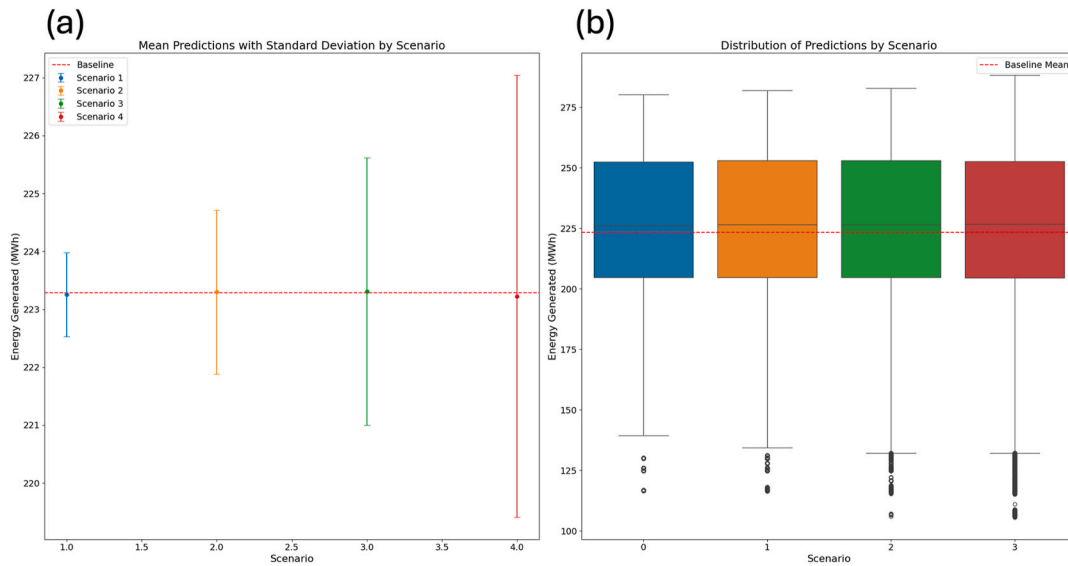 (a)
Mean Predictions with Standard Deviation by Scenario
Baseline
Scenario 1
Scenario 2
Scenario 3
Scenario 4
227
226
225
224
223
222
221
220
Energy Generated (MWh)
1.0 1.5 2.0 2.5 3.0 3.5 4.0
Scenario
(b)
Distribution of Predictions by Scenario
Baseline Mean
275
250
225
200
175
150
125
100
Energy Generated (MWh)
0 1 2 3
Scenario